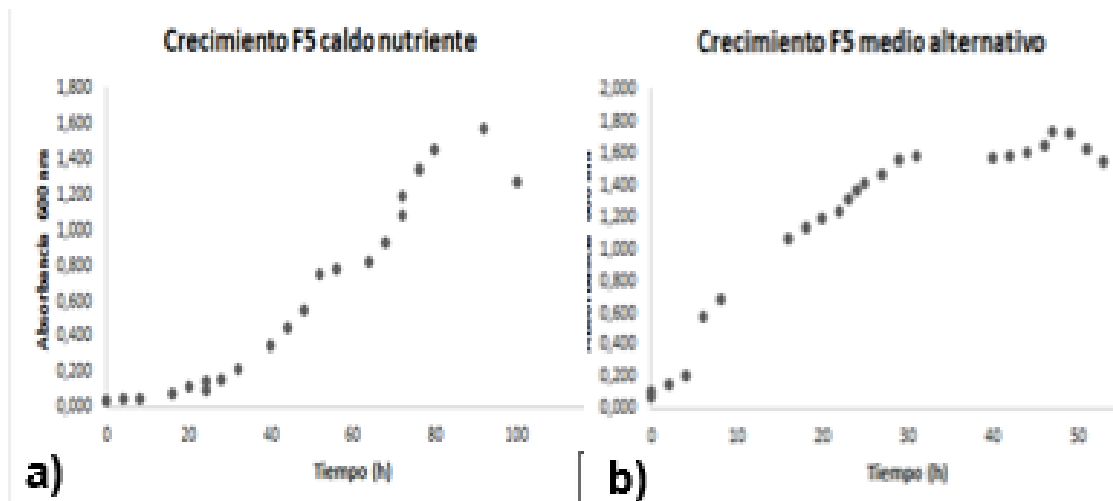 Crecimiento F5 caldo nutriente
1,800
1,600
1,400
1,200
1,000
0,800
0,600
0,400
0,200
0,000
Absorbancia 600 nm
0 20 40 60 80 100
Tiempo (h)
a)
Crecimiento F5 medio alternativo
2,000
1,800
1,600
1,400
1,200
1,000
0,800
0,600
0,400
0,200
0,000
0 10 20 30 40 50
Tiempo (h)
b)